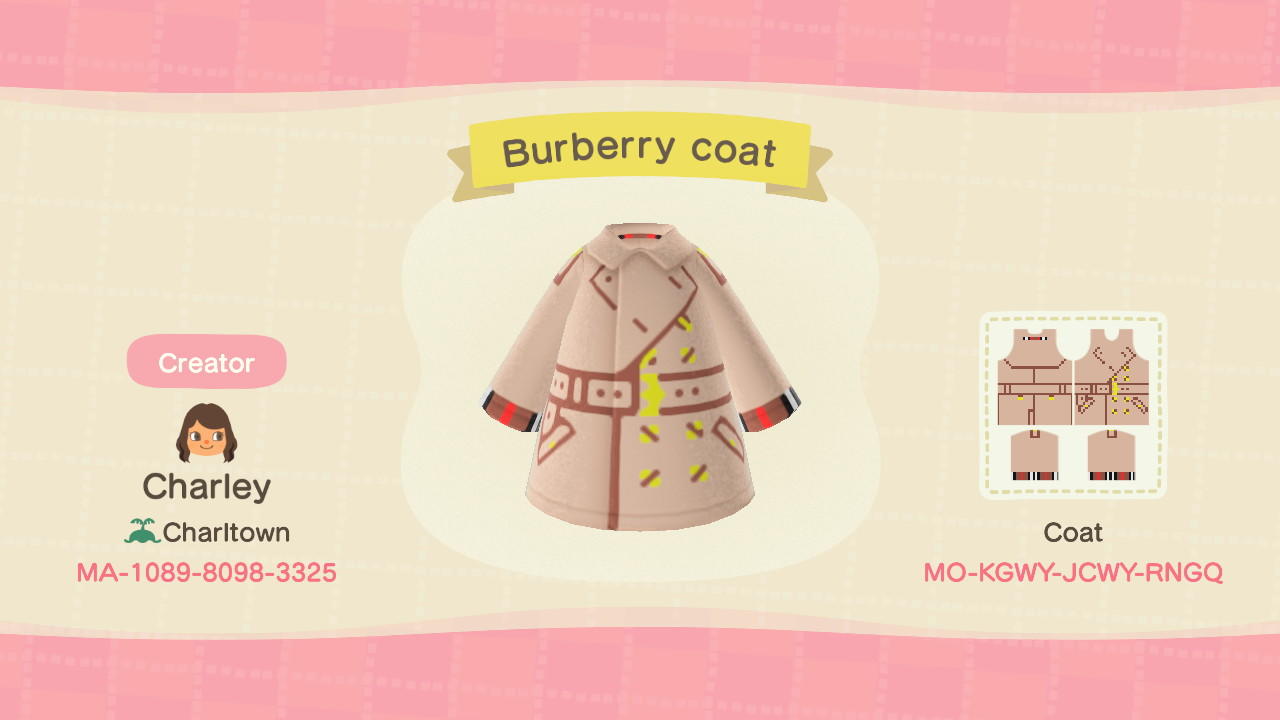 Burberry coat
Creator
Charley
Charltown
MA-1089-8098-3325
Coat
MO-KGWY-JCWY-RNGQ